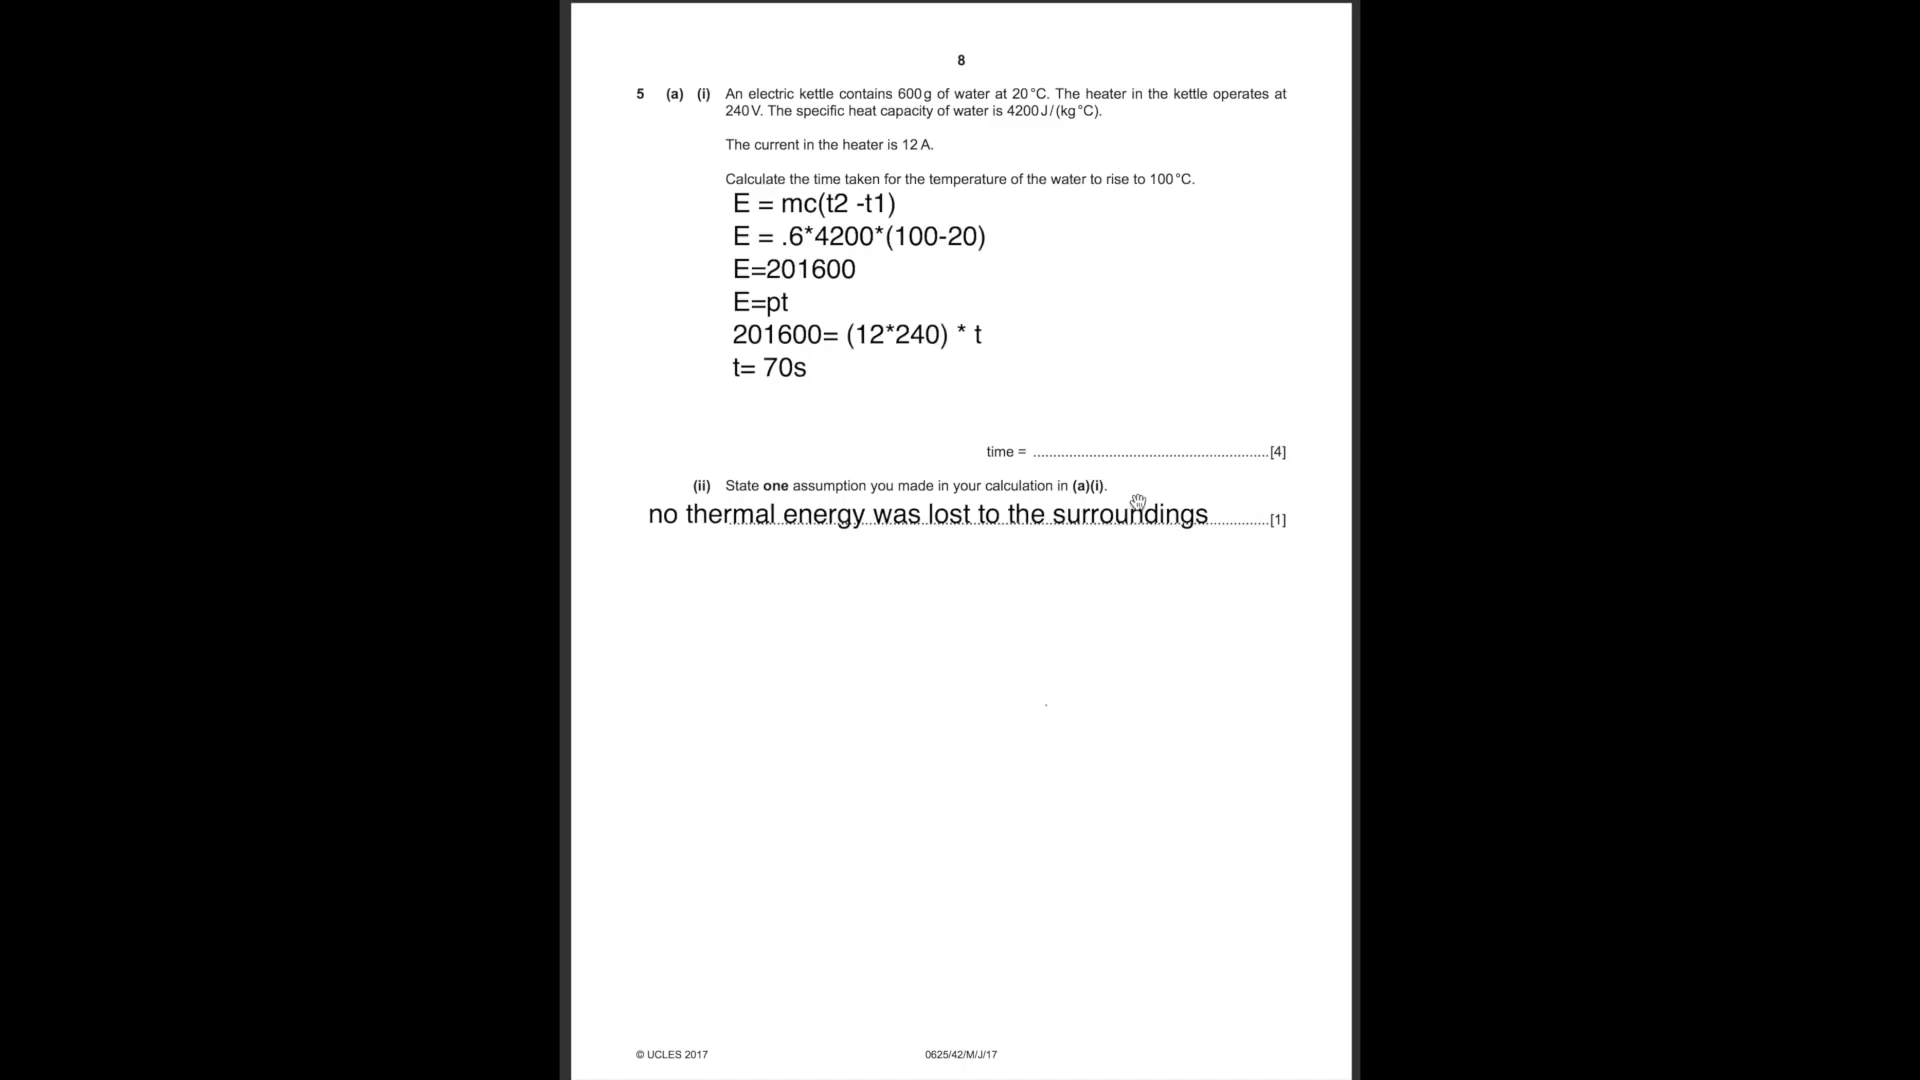 8
5 (a) (i) An electric kettle contains 600 g of water at 20 °C. The heater in the kettle operates at
240 V. The specific heat capacity of water is 4200 J / (kg °C).
The current in the heater is 12 A.
Calculate the time taken for the temperature of the water to rise to 100 °C.
E = mc(t2 -t1)
E = .6*4200*(100-20)
E=201600
E=pt
201600= (12*240) * t
t= 70s
time = ............................................................[4]
(ii) State one assumption you made in your calculation in (a)(i).
no thermal energy was lost to the surroundings ...............[1]
© UCLES 2017 0625/42/M/J/17